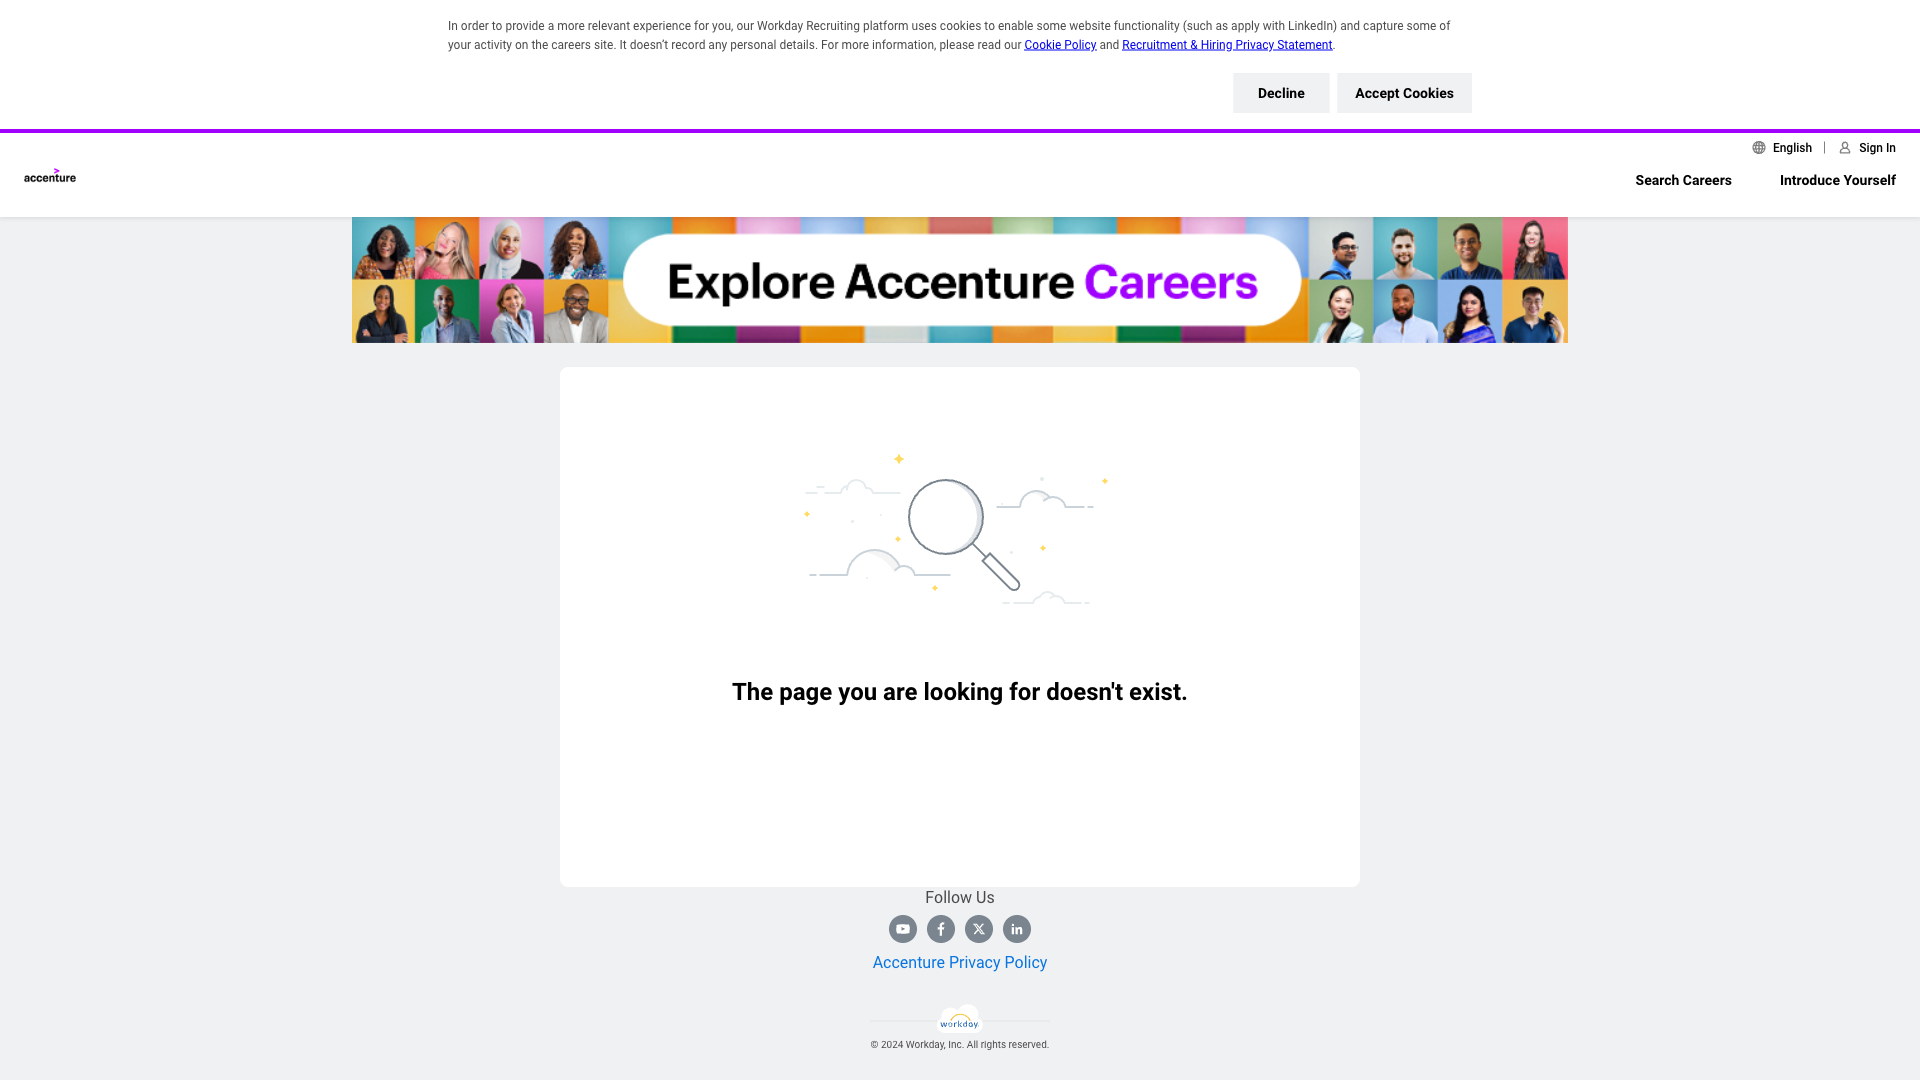 In order to provide a more relevant experience for you, our Workday Recruiting platform uses cookies to enable some website functionality (such as apply with LinkedIn) and capture some of
your activity on the careers site. It doesn’t record any personal details. For more information, please read our Cookie Policy and Recruitment & Hiring Privacy Statement.
Decline
Accept Cookies
English
Sign In
accenture
Search Careers
Introduce Yourself
Explore Accenture Careers
The page you are looking for doesn't exist.
Follow Us
Accenture Privacy Policy
workday.
© 2024 Workday, Inc. All rights reserved.